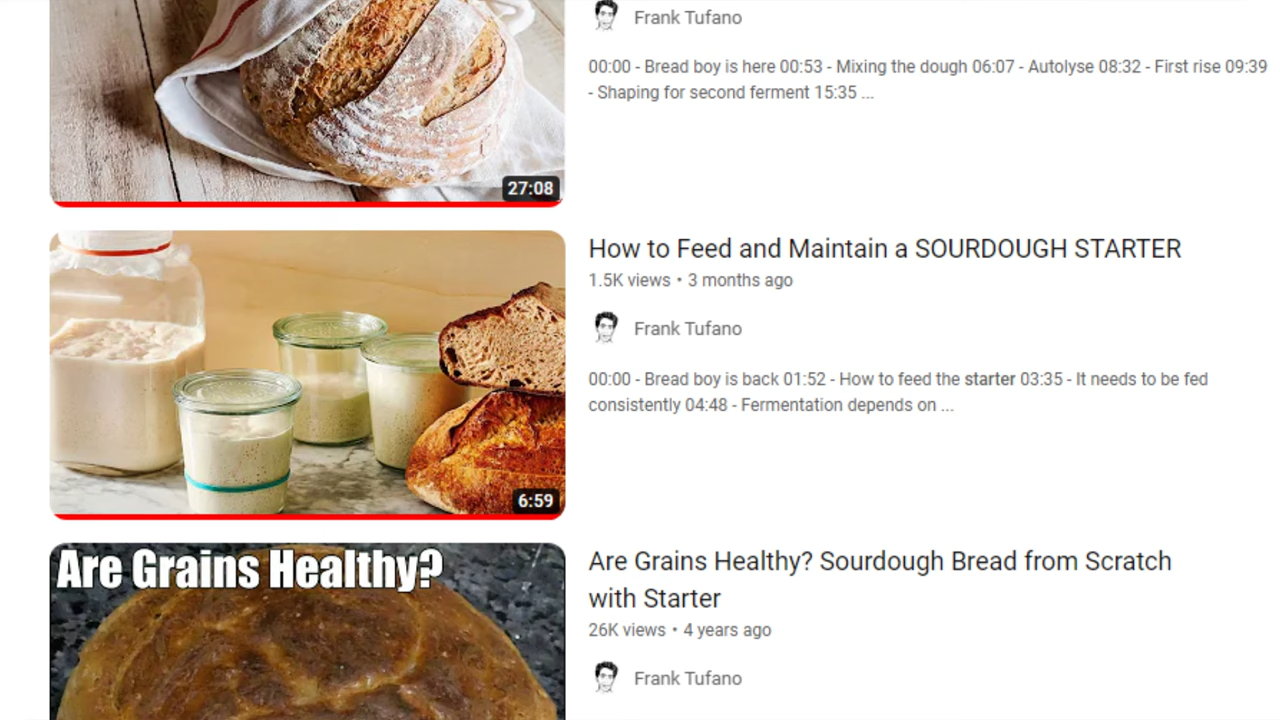 Frank Tufano
00:00 - Bread boy is here 00:53 - Mixing the dough 06:07 - Autolyse 08:32 - First rise 09:39
- Shaping for second ferment 15:35 ...
27:08
How to Feed and Maintain a SOURDOUGH STARTER
1.5K views • 3 months ago
Frank Tufano
00:00 - Bread boy is back 01:52 - How to feed the starter 03:35 - It needs to be fed
consistently 04:48 - Fermentation depends on ...
6:59
Are Grains Healthy?
Are Grains Healthy? Sourdough Bread from Scratch
with Starter
26K views • 4 years ago
Frank Tufano